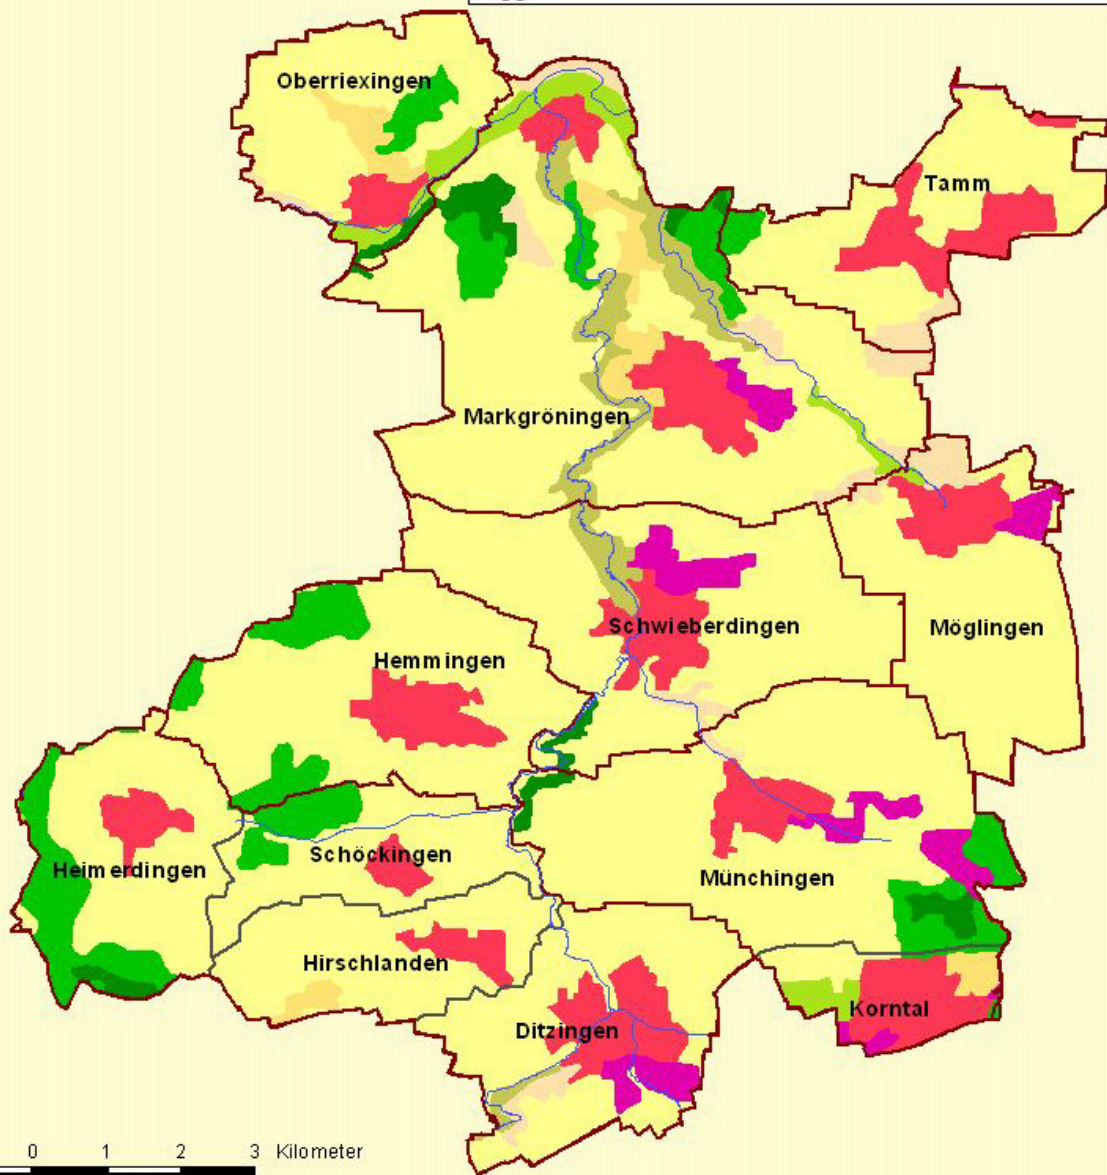 Oberriexingen
Tamm
Markgröningen
Schwieberdingen
Möglingen
Hemmingen
Schöckingen
Heimerdingen
Münchingen
Hirschlanden
Korntal
Ditzingen
0 1 2 3 Kilometer